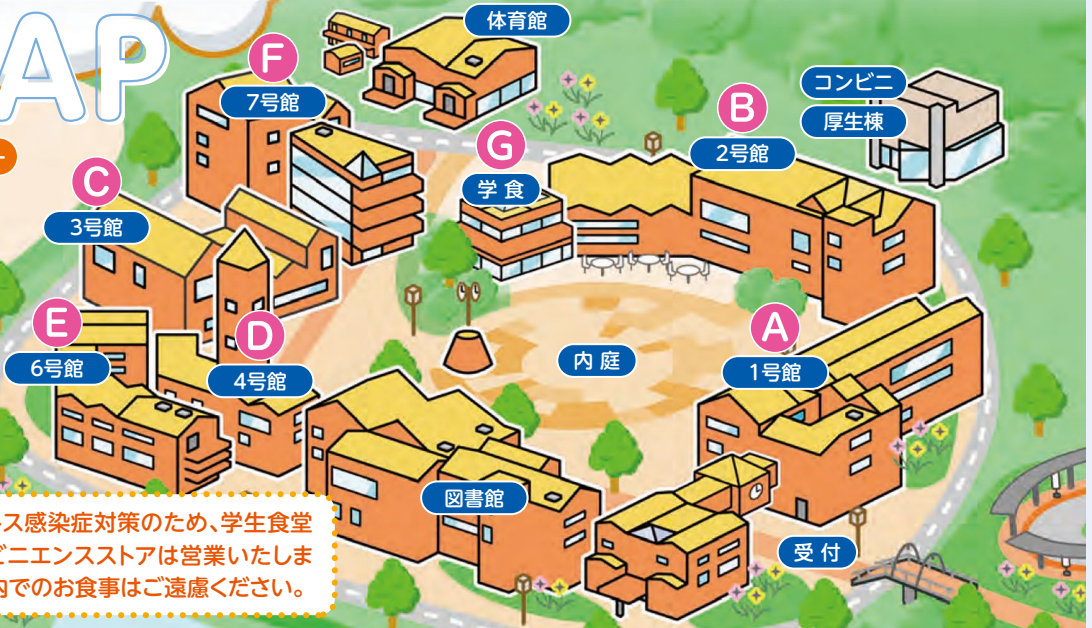 AP
体育館
F
7号館
コンビニ
厚生棟
B
2号館
G
学食
C
3号館
A
1号館
内庭
E
6号館
D
4号館
図書館
受付
ス感染症対策のため、学生食堂
ビニエンスストアは営業いたしま
内でのお食事はご遠慮ください。